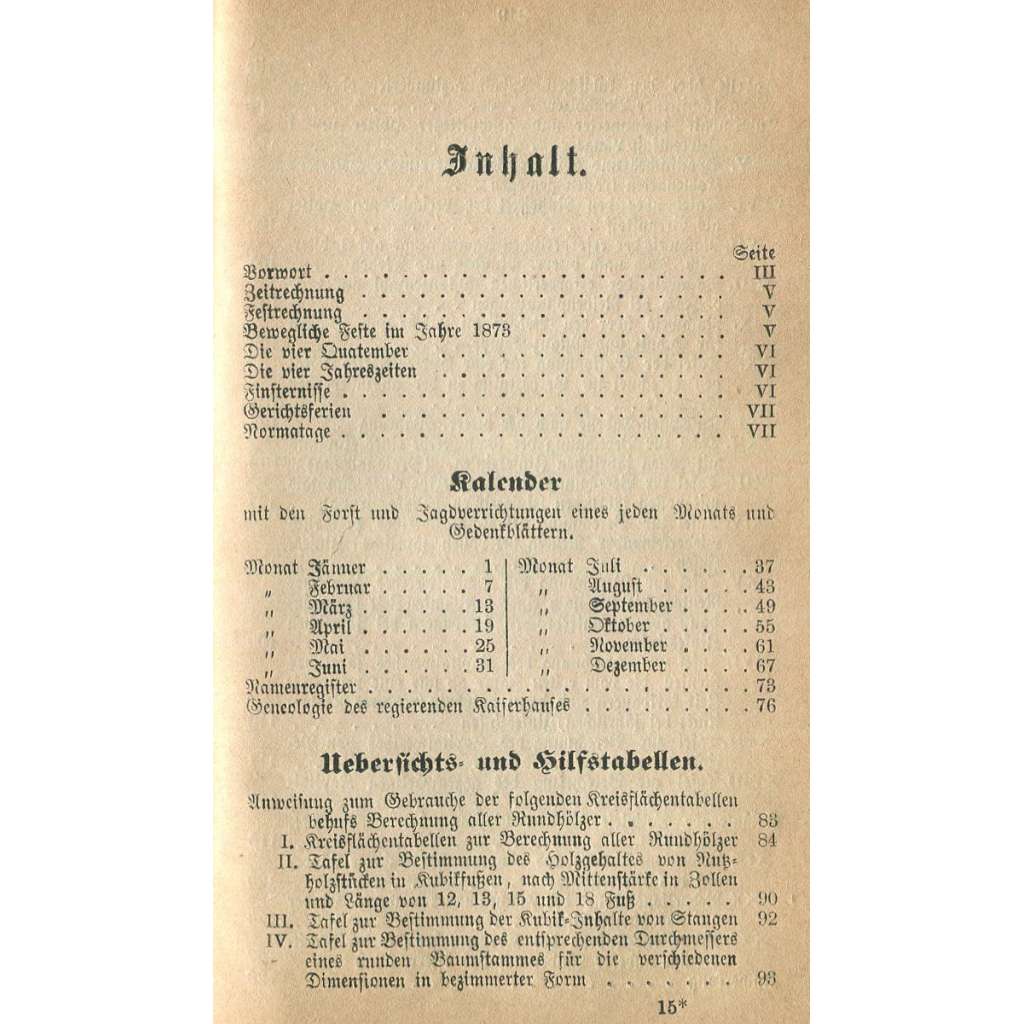 Inhalt.
Seite
Vorwort . . . . . . . . . . . . . . . . . . . . . III
Zeitrechnung . . . . . . . . . . . . . . . . . . . V
Festrechnung . . . . . . . . . . . . . . . . . . . V
Bewegliche Feste im Jahre 1873 . . . . . . . . . . V
Die vier Quatember . . . . . . . . . . . . . . . VI
Die vier Jahreszeiten . . . . . . . . . . . . . . VI
Finsternisse . . . . . . . . . . . . . . . . . . VI
Gerichtsferien . . . . . . . . . . . . . . . . . VII
Normatage . . . . . . . . . . . . . . . . . . . . VII
Kalender
mit den Forst und Jagdverrichtungen eines jeden Monats und
Gedenkblättern.
Monat Jänner . . . . . 1
„ Februar . . . . . 7
„ März . . . . . . 13
„ April . . . . . . 19
„ Mai . . . . . . 25
„ Juni . . . . . . 31
Monat Juli . . . . . . 37
„ August . . . . . 43
„ September . . . . 49
„ Oktober . . . . . 55
„ November . . . . 61
„ Dezember . . . . 67
Namenregister . . . . . . . . . . . . . . . . . . 73
Geneologie des regierenden Kaiserhauses . . . . . . . . . 76
Uebersichts- und Hilfstabellen.
Anweisung zum Gebrauche der folgenden Kreisflächentabellen
behufs Berechnung aller Rundhölzer . . . . . . . 83
I. Kreisflächentabellen zur Berechnung aller Rundhölzer 84
II. Tafel zur Bestimmung des Holzgehaltes von Nutz-
holzstücken in Kubikfußen, nach Mittenstärke in Zollen
und Länge von 12, 13, 15 und 18 Fuß . . . . . 90
III. Tafel zur Bestimmung der Kubik-Inhalte von Stangen 92
IV. Tafel zur Bestimmung des entsprechenden Durchmessers
eines runden Baumstammes für die verschiedenen
Dimensionen in bezimmerter Form . . . . . . . 93
15*